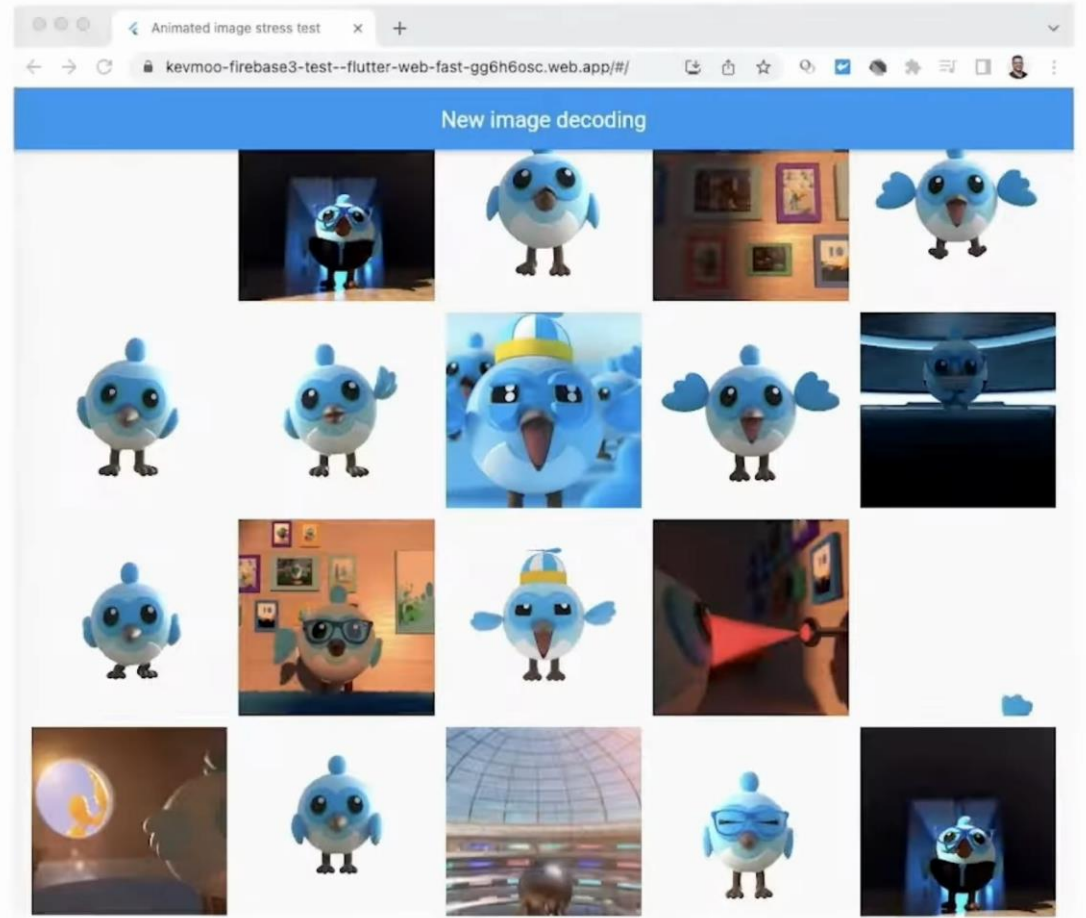 Animated image stress test
kevmoo-firebase3-test--flutter-web-fast-gg6h6osc.web.app/#/
New image decoding